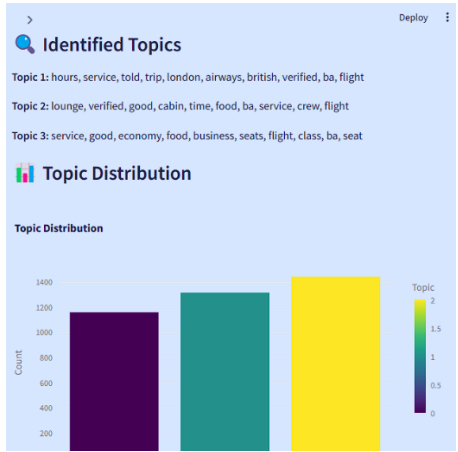 Deploy
Identified Topics
Topic 1: hours, service, told, trip, london, airways, british, verified, ba, flight
Topic 2: lounge, verified, good, cabin, time, food, ba, service, crew, flight
Topic 3: service, good, economy, food, business, seats, flight, class, ba, seat
Topic Distribution
Topic Distribution
1400
1200
1000
800
600
400
200
Count
Topic
2
1.5
1
0.5
0